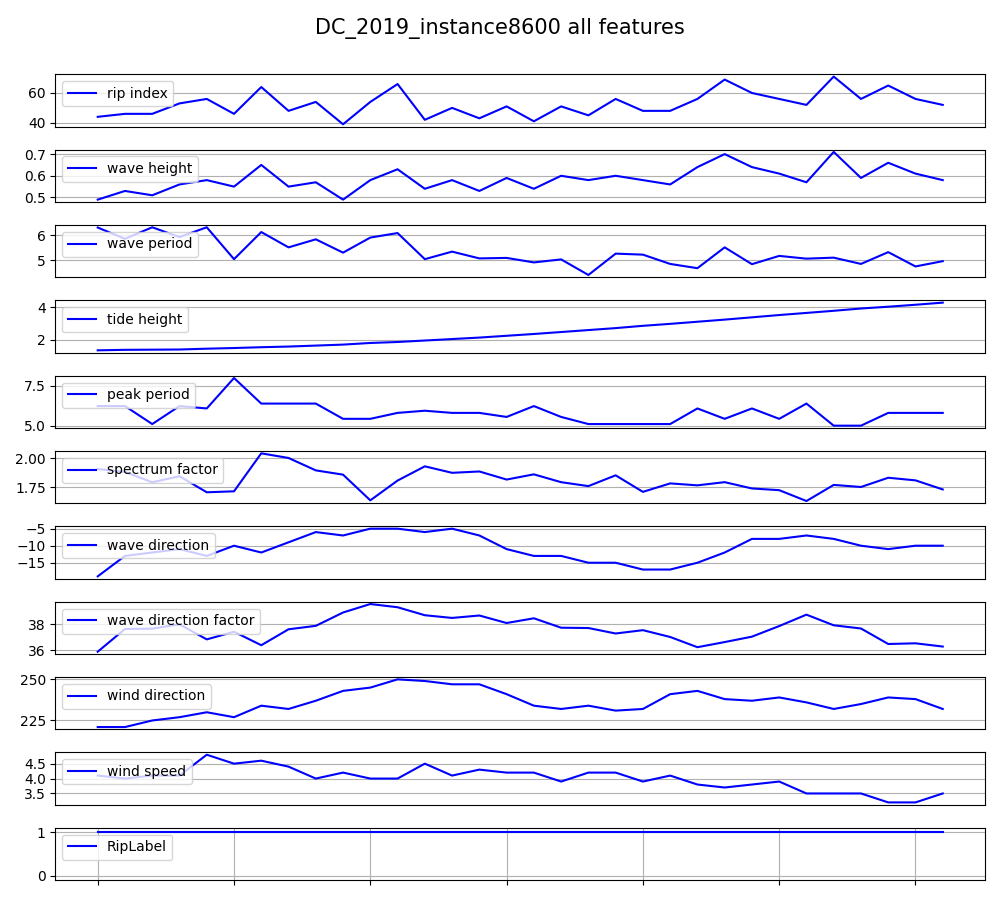 DC_2019_instance8600 all features
60
40
rip index
0.7
0.6
0.5
wave height
6
5
wave period
4
2
tide height
7.5
5.0
peak period
2.00
1.75
spectrum factor
−5
−10
−15
wave direction
38
36
wave direction factor
250
225
wind direction
4.5
4.0
3.5
wind speed
1
0
RipLabel